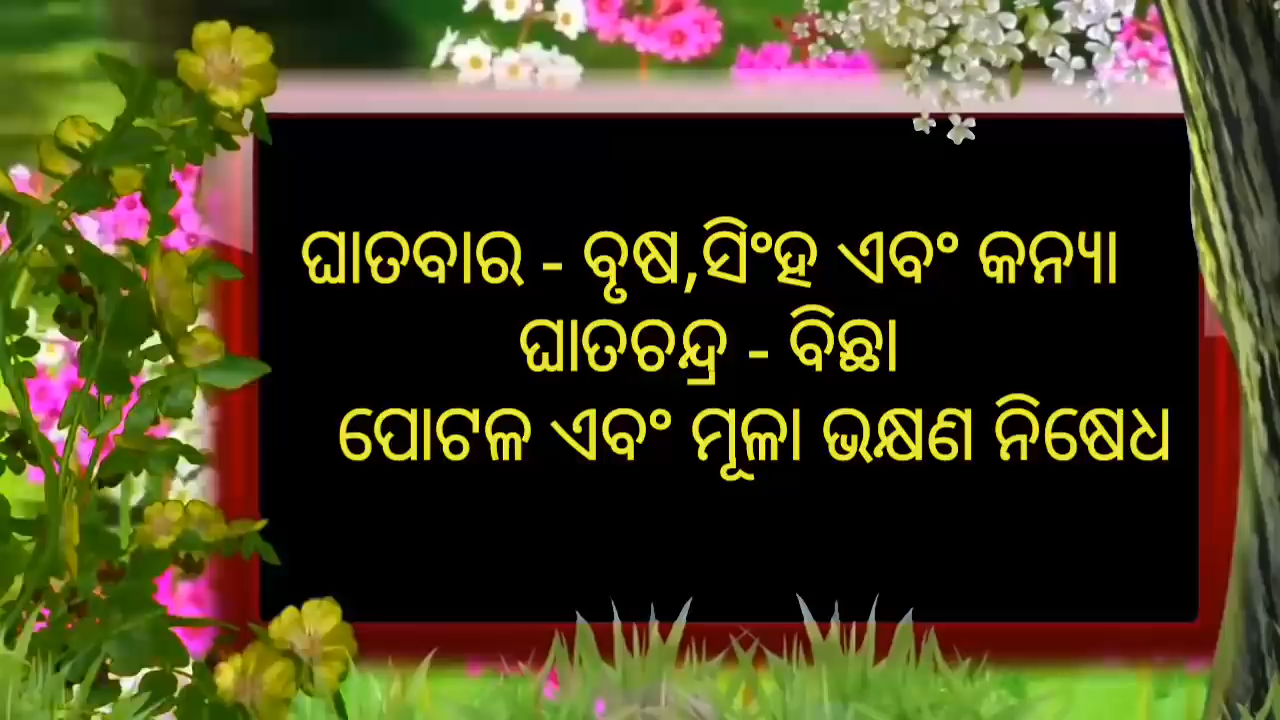 ଘାତବାର - ବୃଷ,ସିଂହ ଏବଂ କନ୍ୟା
ଘାତଚନ୍ଦ୍ର - ବିଛା
ପୋଟଳ ଏବଂ ମୂଳା ଭକ୍ଷଣ ନିଷେଧ